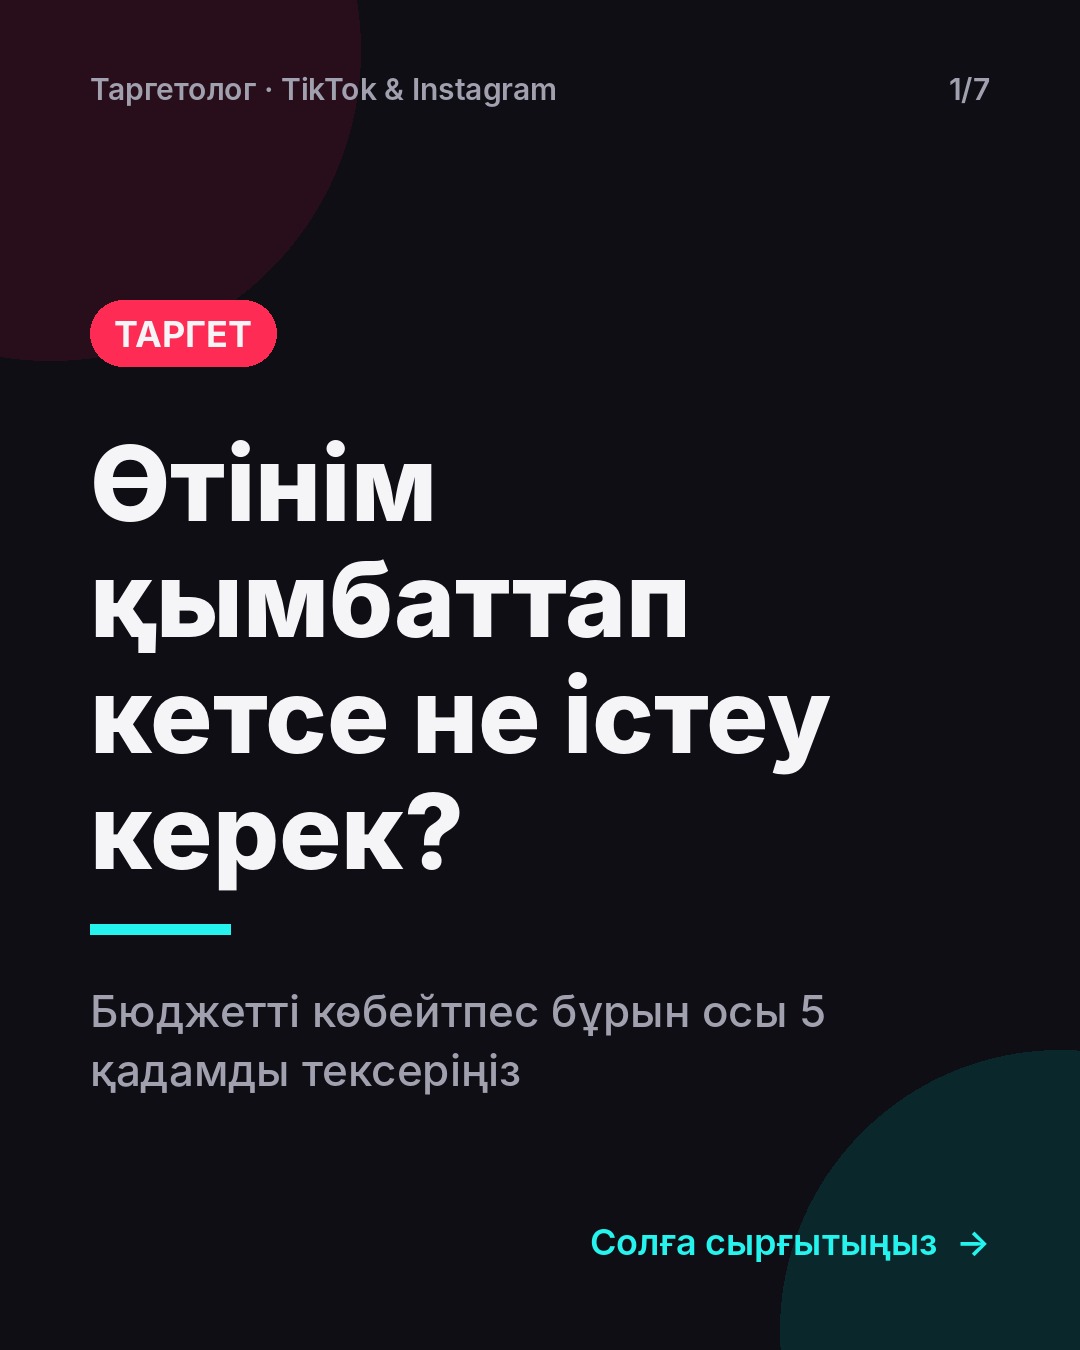 Таргетолог · TikTok & Instagram
1/7
ТАРГЕТ
Өтінім
қымбаттап
кетсе не істеу
керек?
Бюджетті көбейтпес бұрын осы 5
қадамды тексеріңіз
Солға сырғытыңыз →